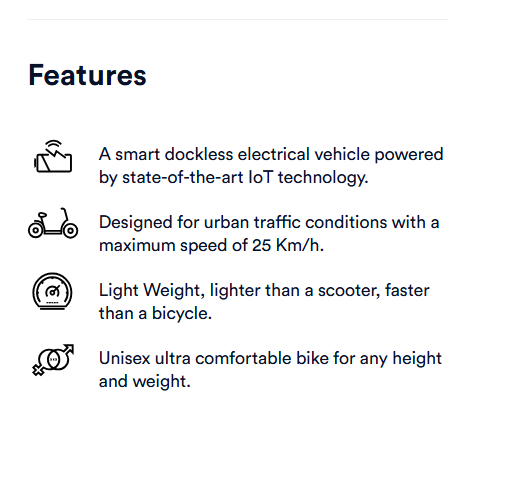 Features
A smart dockless electrical vehicle powered
by state-of-the-art IoT technology.
Designed for urban traffic conditions with a
maximum speed of 25 Km/h.
Light Weight, lighter than a scooter, faster
than a bicycle.
Unisex ultra comfortable bike for any height
and weight.